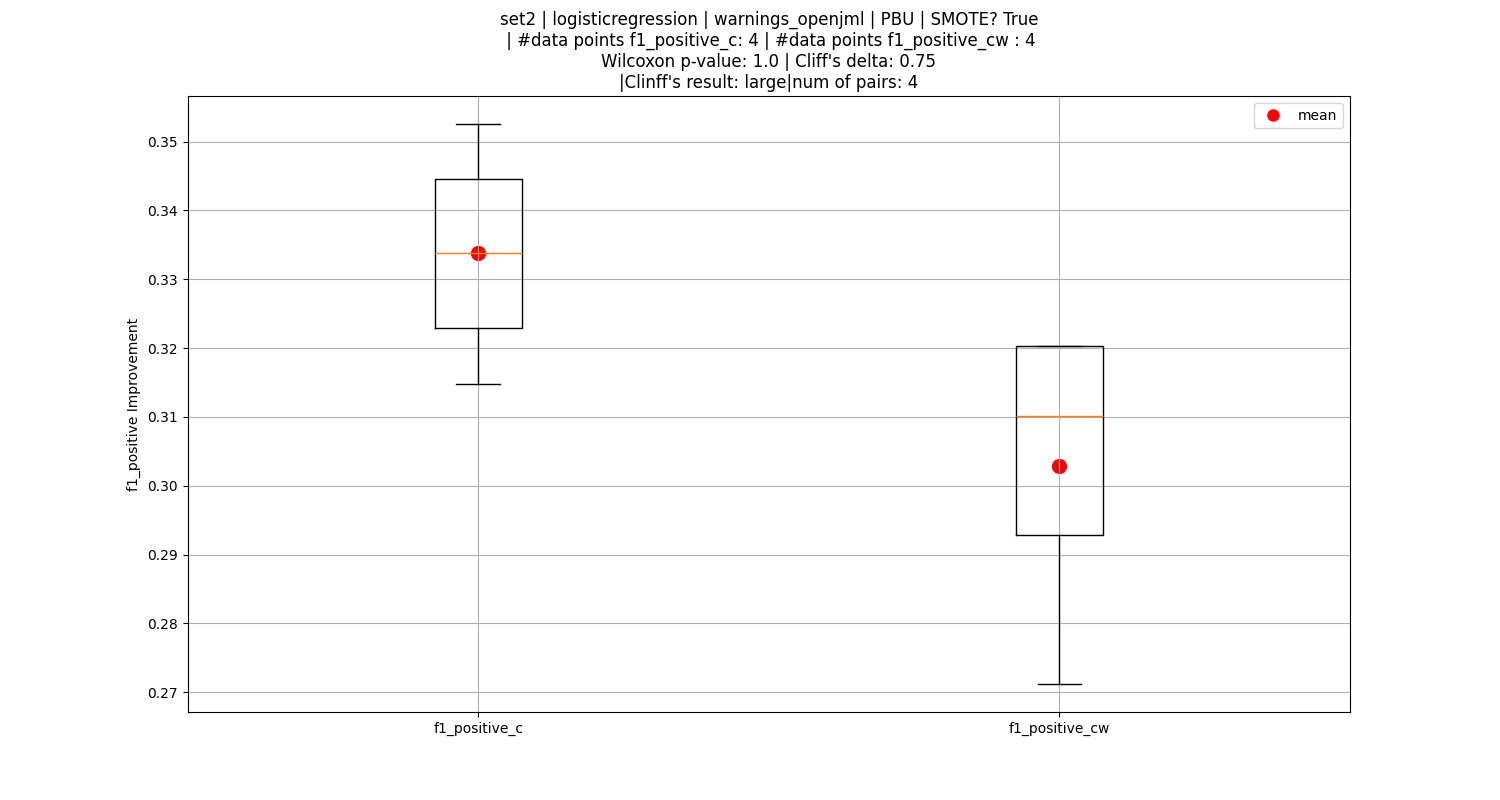 set2 | logisticregression | warnings_openjml | PBU | SMOTE? True
| #data points f1_positive_c: 4 | #data points f1_positive_cw : 4
Wilcoxon p-value: 1.0 | Cliff's delta: 0.75
|Clinff's result: large|num of pairs: 4
mean
0.35
0.34
0.33
0.32
0.31
0.30
0.29
0.28
0.27
f1_positive Improvement
f1_positive_c
f1_positive_cw